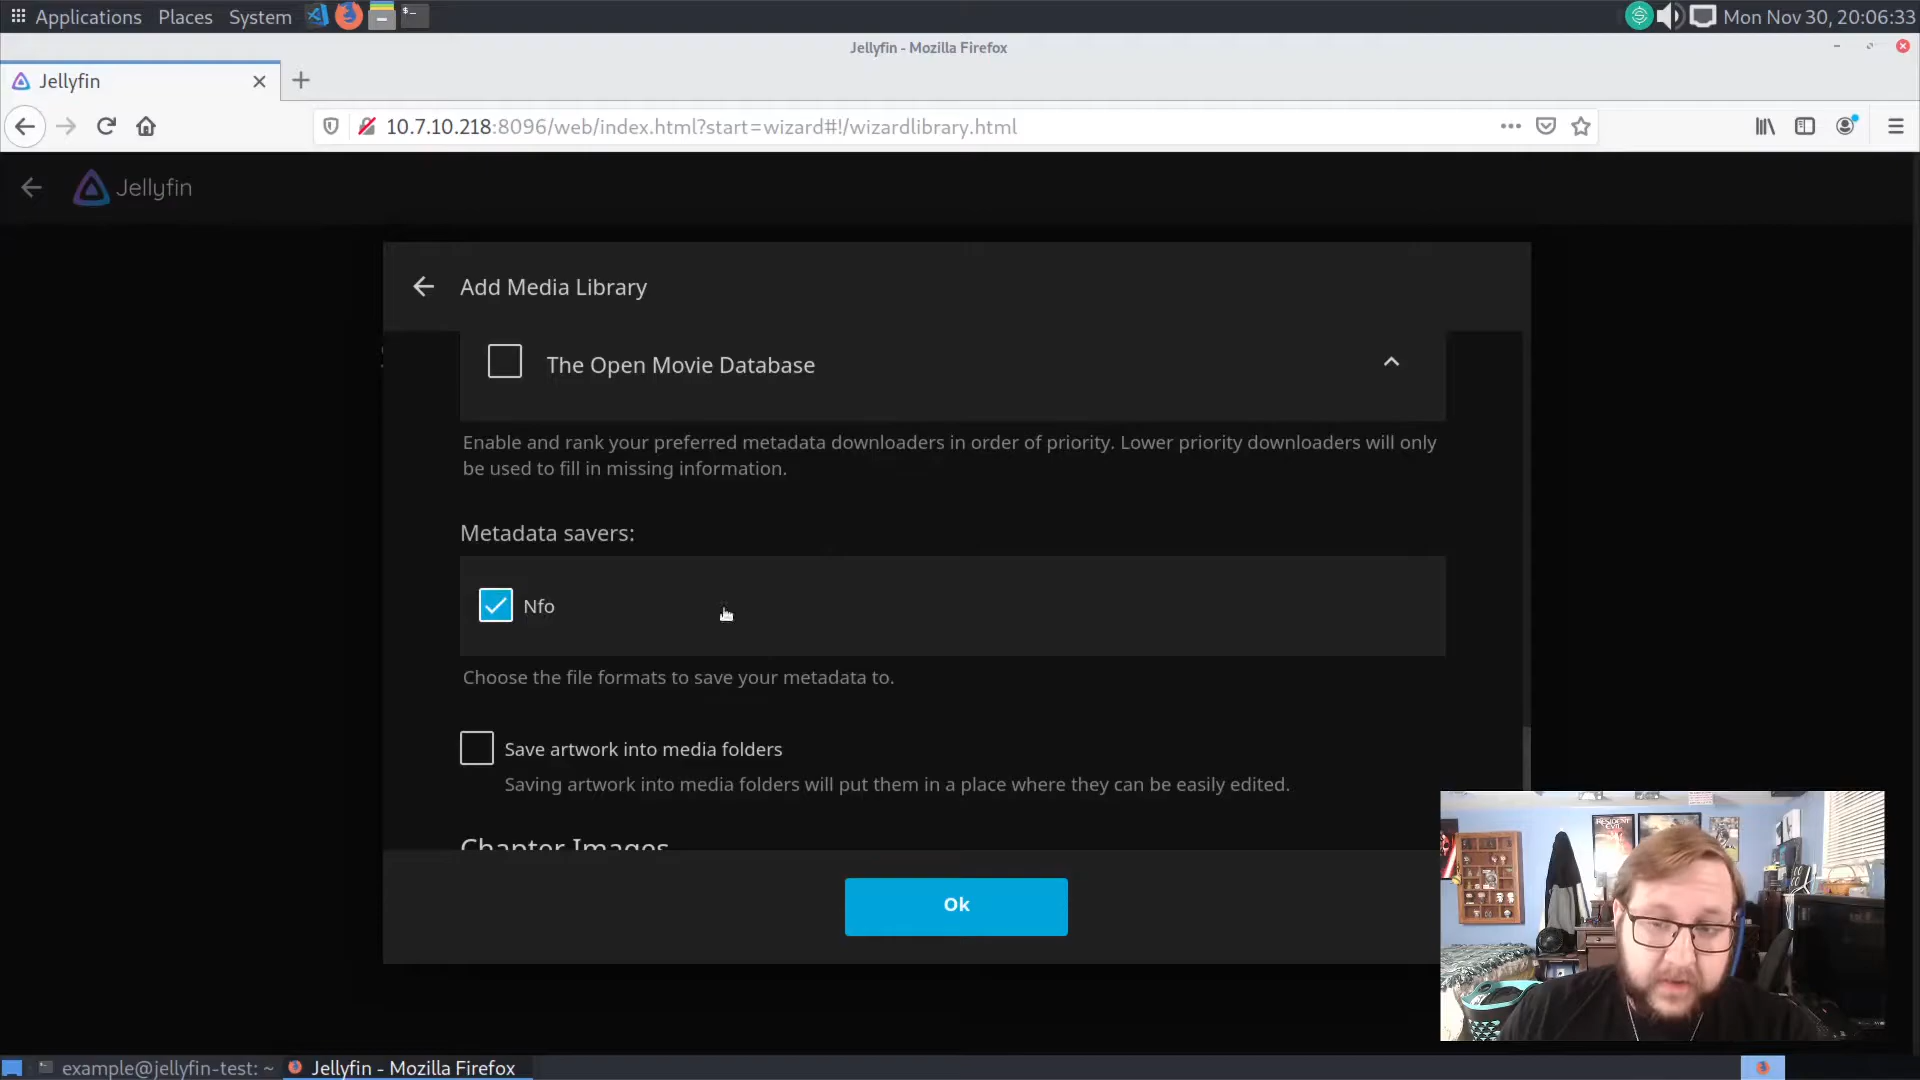 Applications Places System
Mon Nov 30, 20:06:33
Jellyfin - Mozilla Firefox
Jellyfin
10.7.10.218:8096/web/index.html?start=wizard#!/wizardlibrary.html
Jellyfin
Add Media Library
The Open Movie Database
Enable and rank your preferred metadata downloaders in order of priority. Lower priority downloaders will only
be used to fill in missing information.
Metadata savers:
Nfo
Choose the file formats to save your metadata to.
Save artwork into media folders
Saving artwork into media folders will put them in a place where they can be easily edited.
Chapter Images
Ok
RESIDENT EVIL
example@jellyfin-test: ~
Jellyfin - Mozilla Firefox